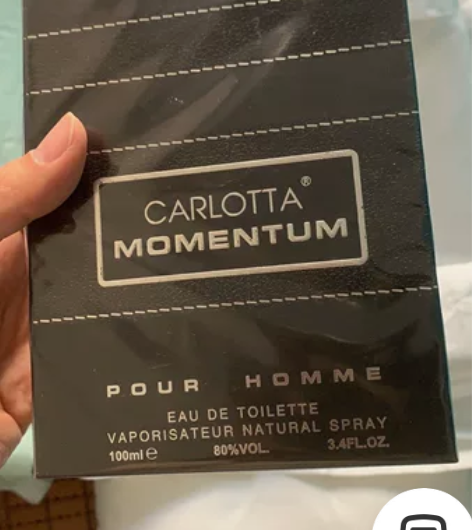 CARLOTTA®
MOMENTUM
POUR HOMME
EAU DE TOILETTE
VAPORISATEUR NATURAL SPRAY
100ml e 80%VOL. 3.4FL.OZ.